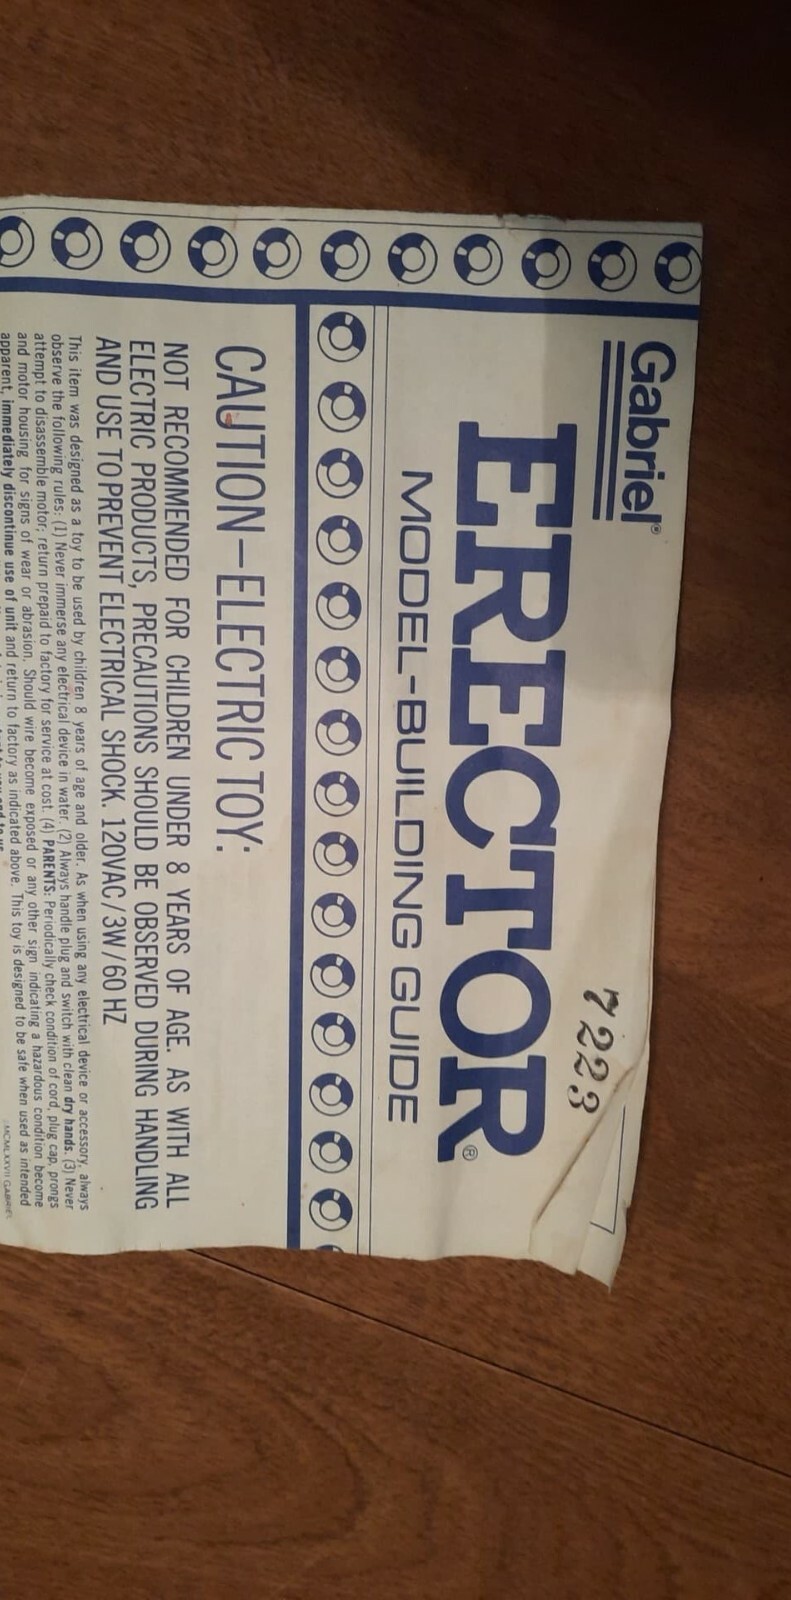 Gabriel®
7223
ERECTOR®
MODEL-BUILDING GUIDE
CAUTION–ELECTRIC TOY:
NOT RECOMMENDED FOR CHILDREN UNDER 8 YEARS OF AGE. AS WITH ALL
ELECTRIC PRODUCTS, PRECAUTIONS SHOULD BE OBSERVED DURING HANDLING
AND USE TO PREVENT ELECTRICAL SHOCK. 120VAC/3W/60 HZ
This item was designed as a toy to be used by children 8 years of age and older. As when using any electrical device or accessory, always
observe the following rules: (1) Never immerse any electrical device in water. (2) Always handle plug and switch with clean dry hands. (3) Never
attempt to disassemble motor; return prepaid to factory for service at cost. (4) PARENTS: Periodically check condition of cord, plug cap, prongs
and motor housing for signs of wear or abrasion. Should wire become exposed or any other sign indicating a hazardous condition become
apparent, immediately discontinue use of unit and return to factory as indicated above. This toy is designed to be safe when used as intended
MCMLXXVII GABRIEL